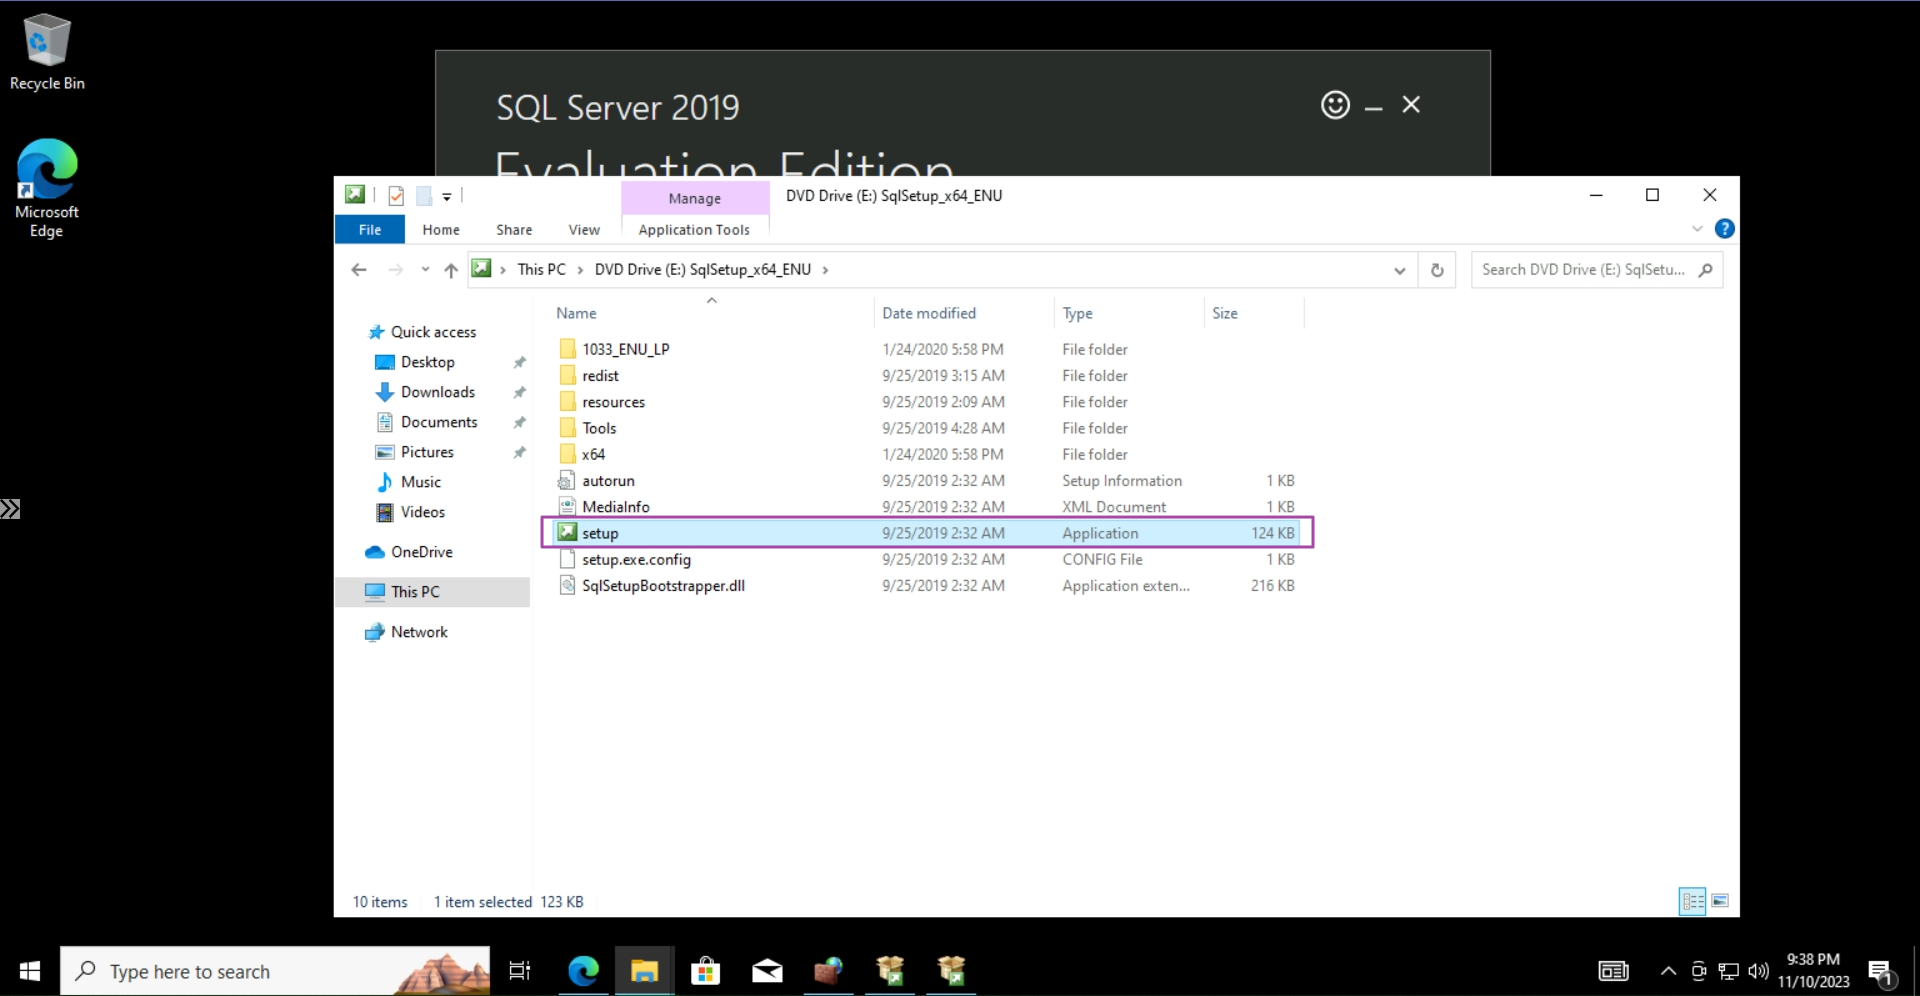 Recycle Bin
Microsoft
Edge
SQL Server 2019
Evaluation Edition
Manage
DVD Drive (E:) SqlSetup_x64_ENU
File
Home
Share
View
Application Tools
This PC
DVD Drive (E:) SqlSetup_x64_ENU
Search DVD Drive (E:) SqlSetu...
Name
Date modified
Type
Size
Quick access
Desktop
Downloads
Documents
Pictures
Music
Videos
OneDrive
This PC
Network
1033_ENU_LP 1/24/2020 5:58 PM File folder
redist 9/25/2019 3:15 AM File folder
resources 9/25/2019 2:09 AM File folder
Tools 9/25/2019 4:28 AM File folder
x64 1/24/2020 5:58 PM File folder
autorun 9/25/2019 2:32 AM Setup Information 1 KB
MediaInfo 9/25/2019 2:32 AM XML Document 1 KB
setup 9/25/2019 2:32 AM Application 124 KB
setup.exe.config 9/25/2019 2:32 AM CONFIG File 1 KB
SqlSetupBootstrapper.dll 9/25/2019 2:32 AM Application exten... 216 KB
10 items 1 item selected 123 KB
Type here to search
9:38 PM
11/10/2023
1